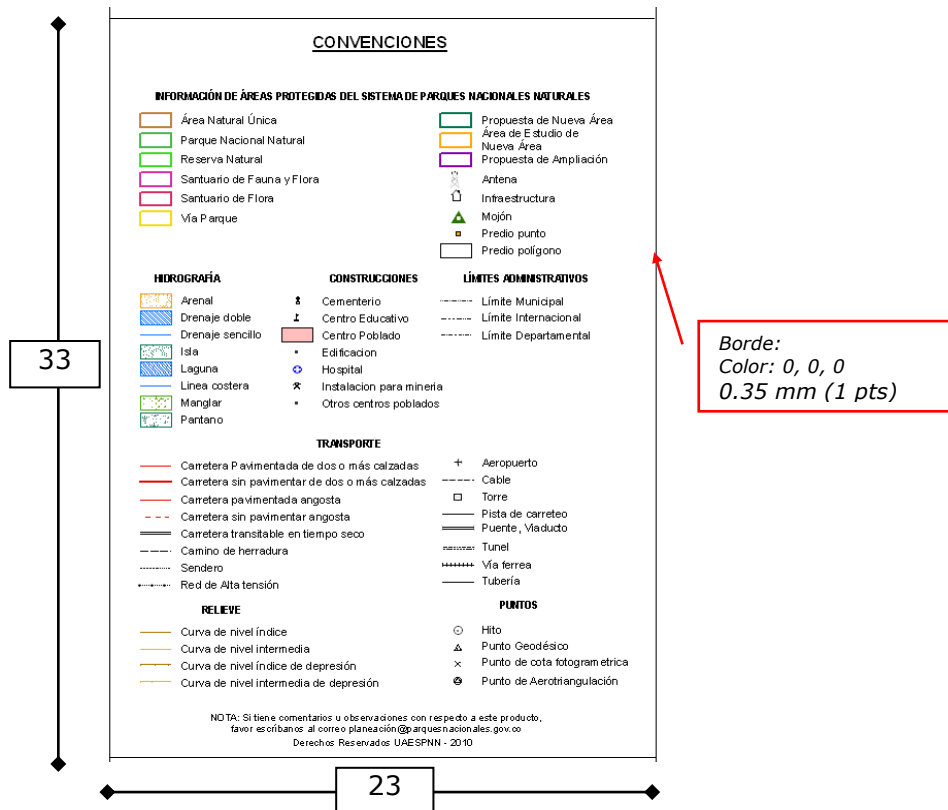 CONVENCIONES
INFORMACIÓN DE ÁREAS PROTEGIDAS DEL SISTEMA DE PARQUES NACIONALES NATURALES
Área Natural Única
Parque Nacional Natural
Reserva Natural
Santuario de Fauna y Flora
Santuario de Flora
Vía Parque
Propuesta de Nueva Área
Área de Estudio de
Nueva Área
Propuesta de Ampliación
Antena
Infraestructura
Mojón
Predio punto
Predio polígono
HIDROGRAFÍA
Arenal
Drenaje doble
Drenaje sencillo
Isla
Laguna
Linea costera
Manglar
Pantano
CONSTRUCCIONES
Cementerio
Centro Educativo
Centro Poblado
Edificacion
Hospital
Instalacion para mineria
Otros centros poblados
LÍMITES ADMINISTRATIVOS
Límite Municipal
Límite Internacional
Límite Departamental
TRANSPORTE
Carretera Pavimentada de dos o más calzadas
Carretera sin pavimentar de dos o más calzadas
Carretera pavimentada angosta
Carretera sin pavimentar angosta
Carretera transitable en tiempo seco
Camino de herradura
Sendero
Red de Alta tensión
Aeropuerto
Cable
Torre
Pista de carreteo
Puente, Viaducto
Tunel
Vía ferrea
Tubería
RELIEVE
Curva de nivel índice
Curva de nivel intermedia
Curva de nivel índice de depresión
Curva de nivel intermedia de depresión
PUNTOS
Hito
Punto Geodésico
Punto de cota fotogrametrica
Punto de Aerotriangulación
NOTA: Si tiene comentarios u observaciones con respecto a este producto,
favor escríbanos al correo planeación@parquesnacionales.gov.co
Derechos Reservados UAESPNN - 2010
33
23
Borde:
Color: 0, 0, 0
0.35 mm (1 pts)